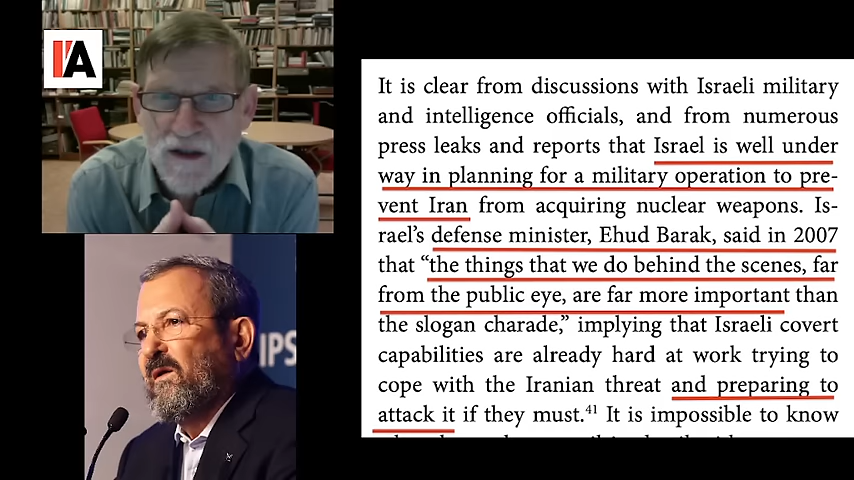 IA
IPS
It is clear from discussions with Israeli military
and intelligence officials, and from numerous
press leaks and reports that Israel is well under
way in planning for a military operation to pre-
vent Iran from acquiring nuclear weapons. Is-
rael's defense minister, Ehud Barak, said in 2007
that “the things that we do behind the scenes, far
from the public eye, are far more important than
the slogan charade,” implying that Israeli covert
capabilities are already hard at work trying to
cope with the Iranian threat and preparing to
attack it if they must.41 It is impossible to know